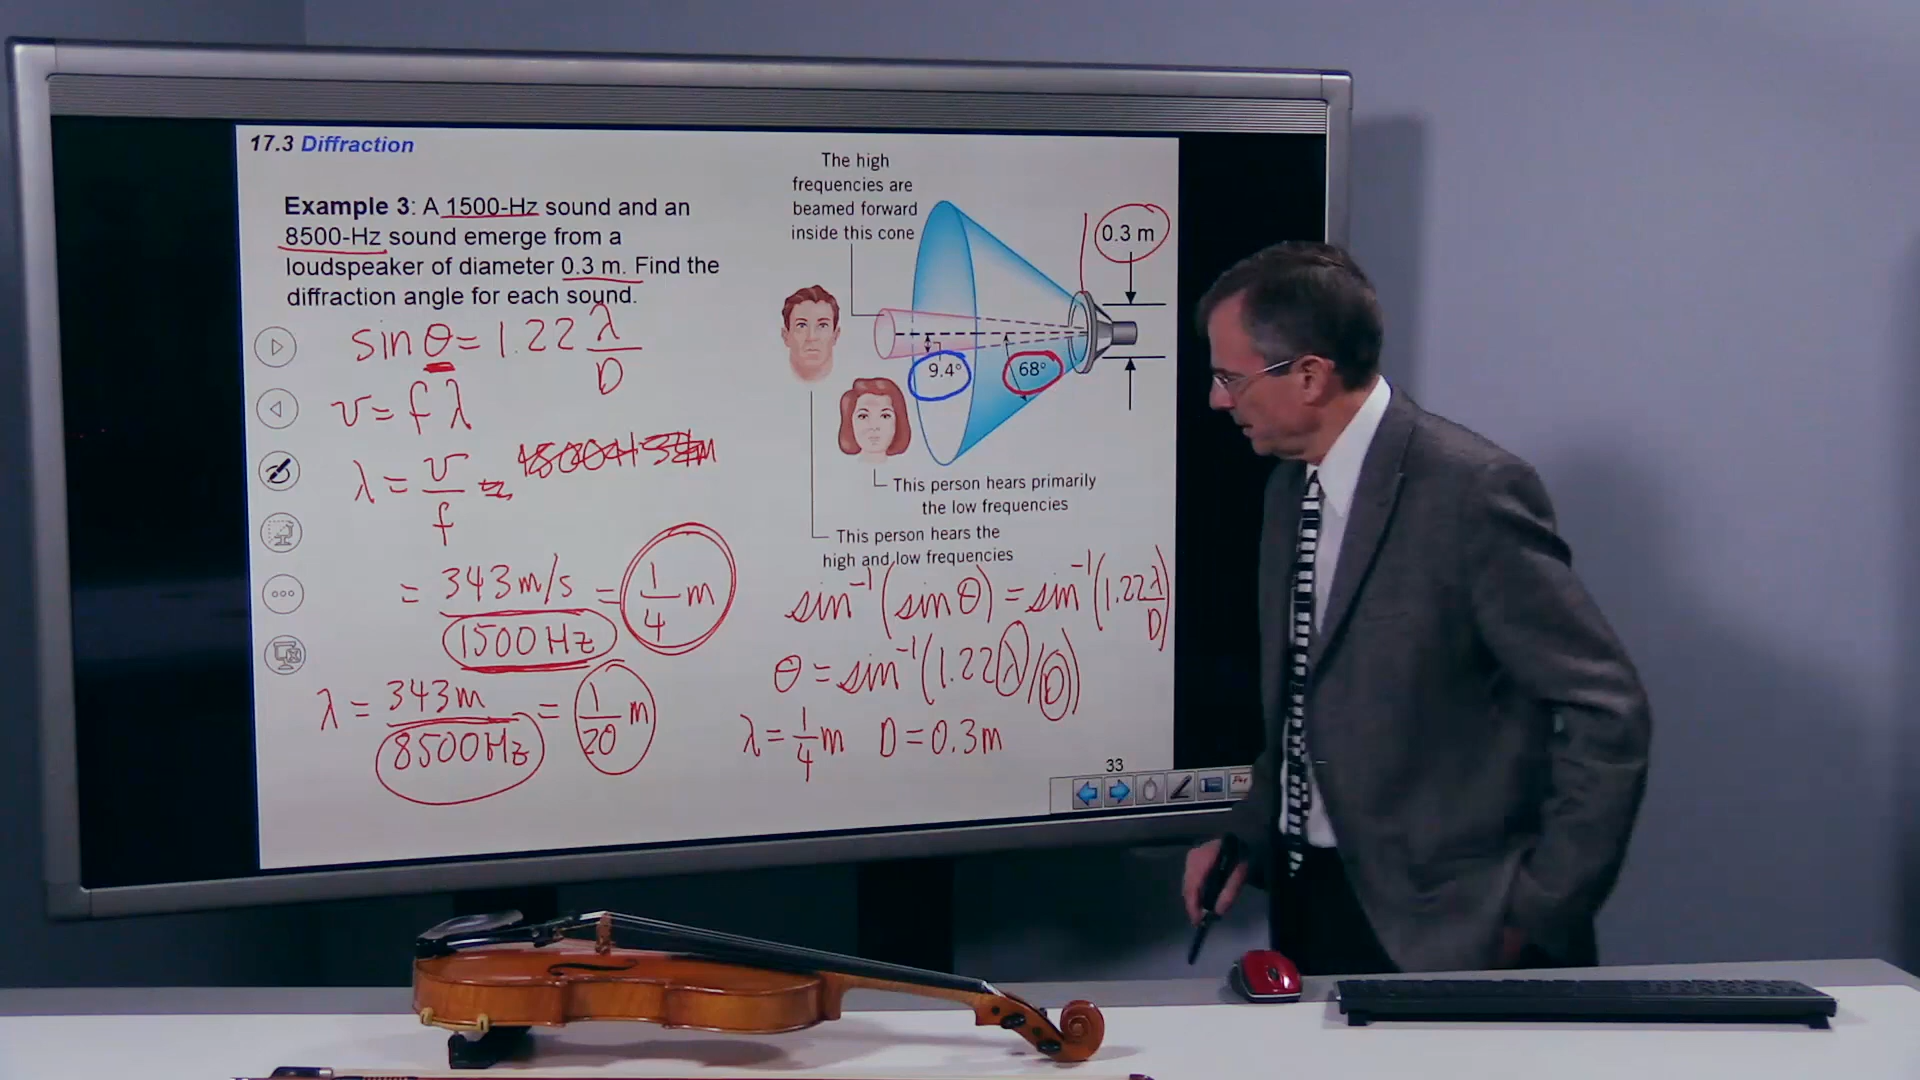 17.3 Diffraction
Example 3: A 1500-Hz sound and an
8500-Hz sound emerge from a
loudspeaker of diameter 0.3 m. Find the
diffraction angle for each sound.
sin θ = 1.22 λ/D
v = f λ
λ = v/f =
= 343 m/s / 1500 Hz = 1/4 m
λ = 343 m / 8500 Hz = 1/20 m
The high
frequencies are
beamed forward
inside this cone
0.3 m
9.4°
68°
This person hears primarily
the low frequencies
This person hears the
high and low frequencies
sin⁻¹(sin θ) = sin⁻¹(1.22 λ/D)
θ = sin⁻¹(1.22 λ/D)
λ = 1/4 m D = 0.3 m
33